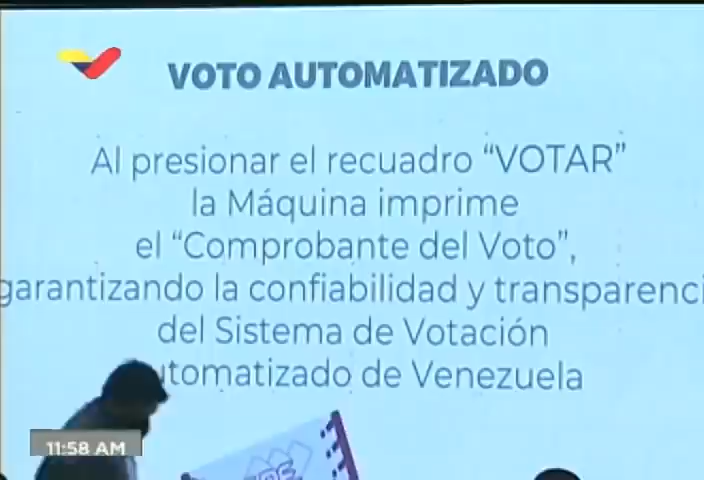 VOTO AUTOMATIZADO
Al presionar el recuadro “VOTAR”
la Máquina imprime
el “Comprobante del Voto”,
garantizando la confiabilidad y transparenci
del Sistema de Votación
utomatizado de Venezuela
11:58 AM